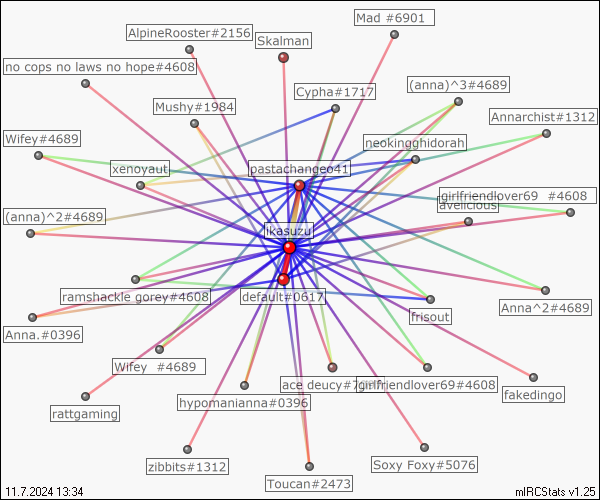 Mad #6901
AlpineRooster#2156
Skalman
no cops no laws no hope#4608
(anna)^3#4689
Cypha#1717
Mushy#1984
Annarchist#1312
Wifey#4689
neokingghidorah
xenoyaut
pastachangeo41
girlfriendlover69 #4608
avelicious
(anna)^2#4689
ikasuzu
ramshackle gorey#4608
default#0617
Anna^2#4689
frisout
Anna.#0396
Wifey #4689
ace deucy#
girlfriendlover69#4608
fakedingo
hypomanianna#0396
rattgaming
zibbits#1312
Soxy Foxy#5076
Toucan#2473
11.7.2024 13:34
mIRCStats v1.25